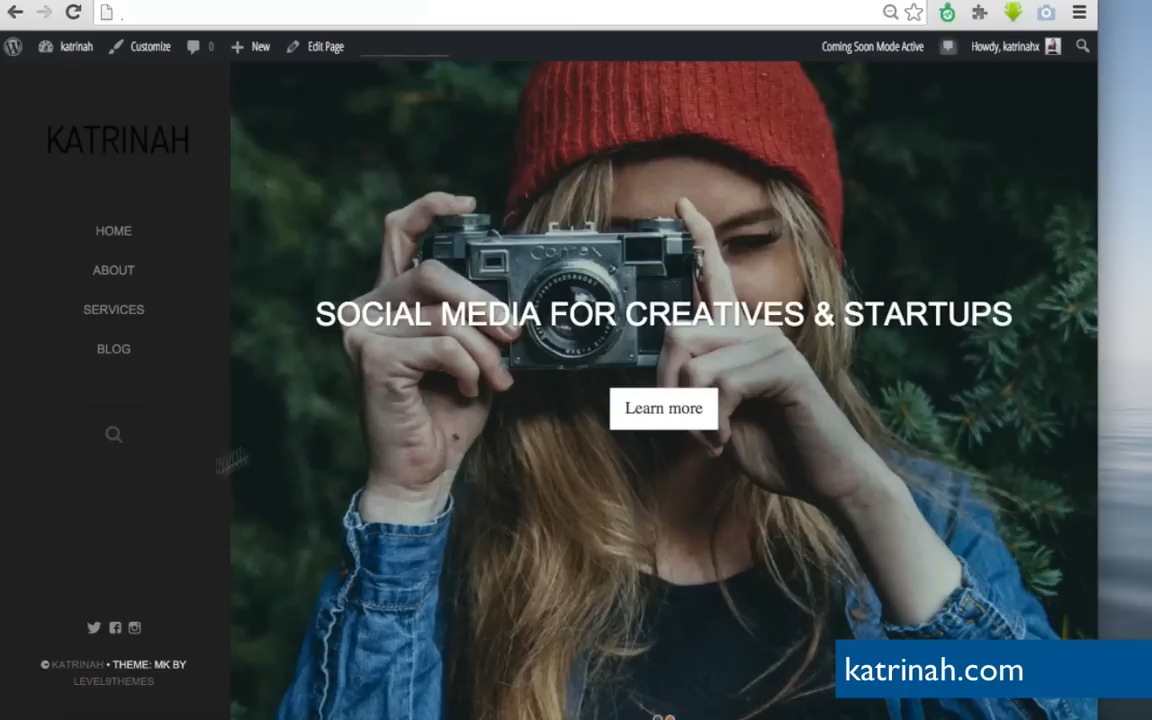 .
katrinah
Customize
0
New
Edit Page
Coming Soon Mode Active
Howdy, katrinahx
KATRINAH
HOME
ABOUT
SERVICES
BLOG
Contax
SOCIAL MEDIA FOR CREATIVES & STARTUPS
Learn more
© KATRINAH • THEME: MK BY
LEVEL9THEMES
katrinah.com